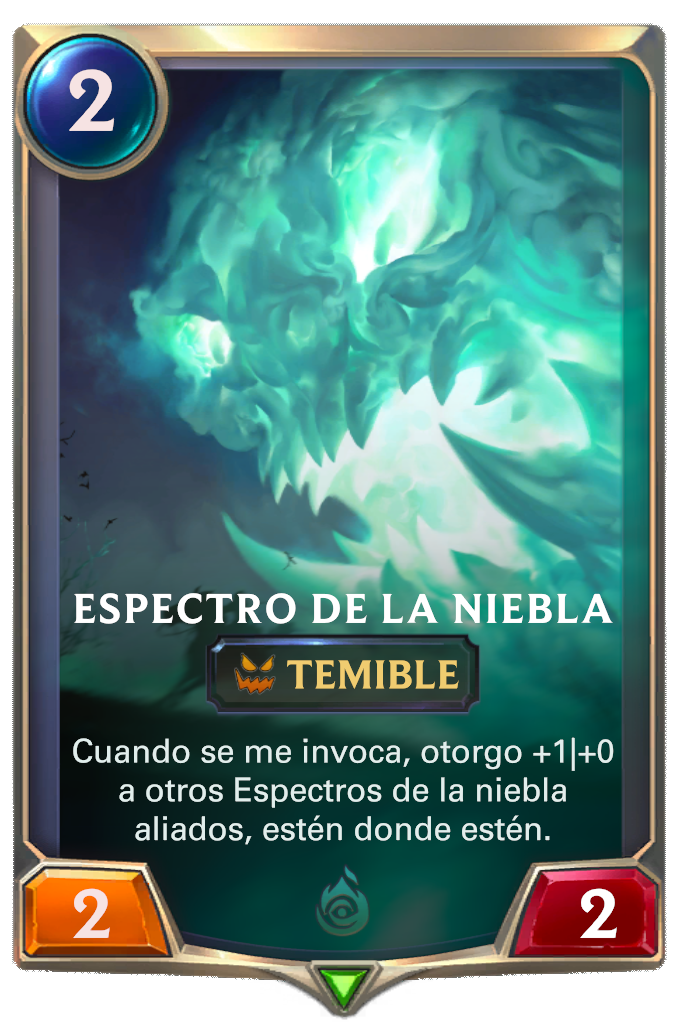 2
ESPECTRO DE LA NIEBLA
TEMIBLE
Cuando se me invoca, otorgo +1|+0
a otros Espectros de la niebla
aliados, estén donde estén.
2
2